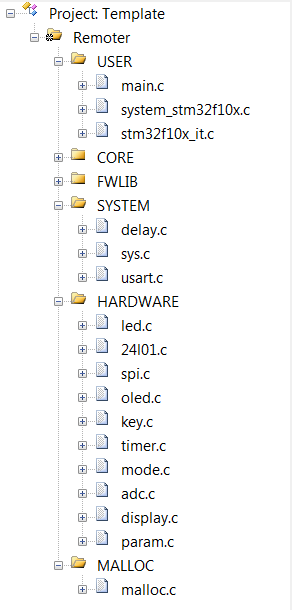 Project: Template
Remoter
USER
main.c
system_stm32f10x.c
stm32f10x_it.c
CORE
FWLIB
SYSTEM
delay.c
sys.c
usart.c
HARDWARE
led.c
24l01.c
spi.c
oled.c
key.c
timer.c
mode.c
adc.c
display.c
param.c
MALLOC
malloc.c